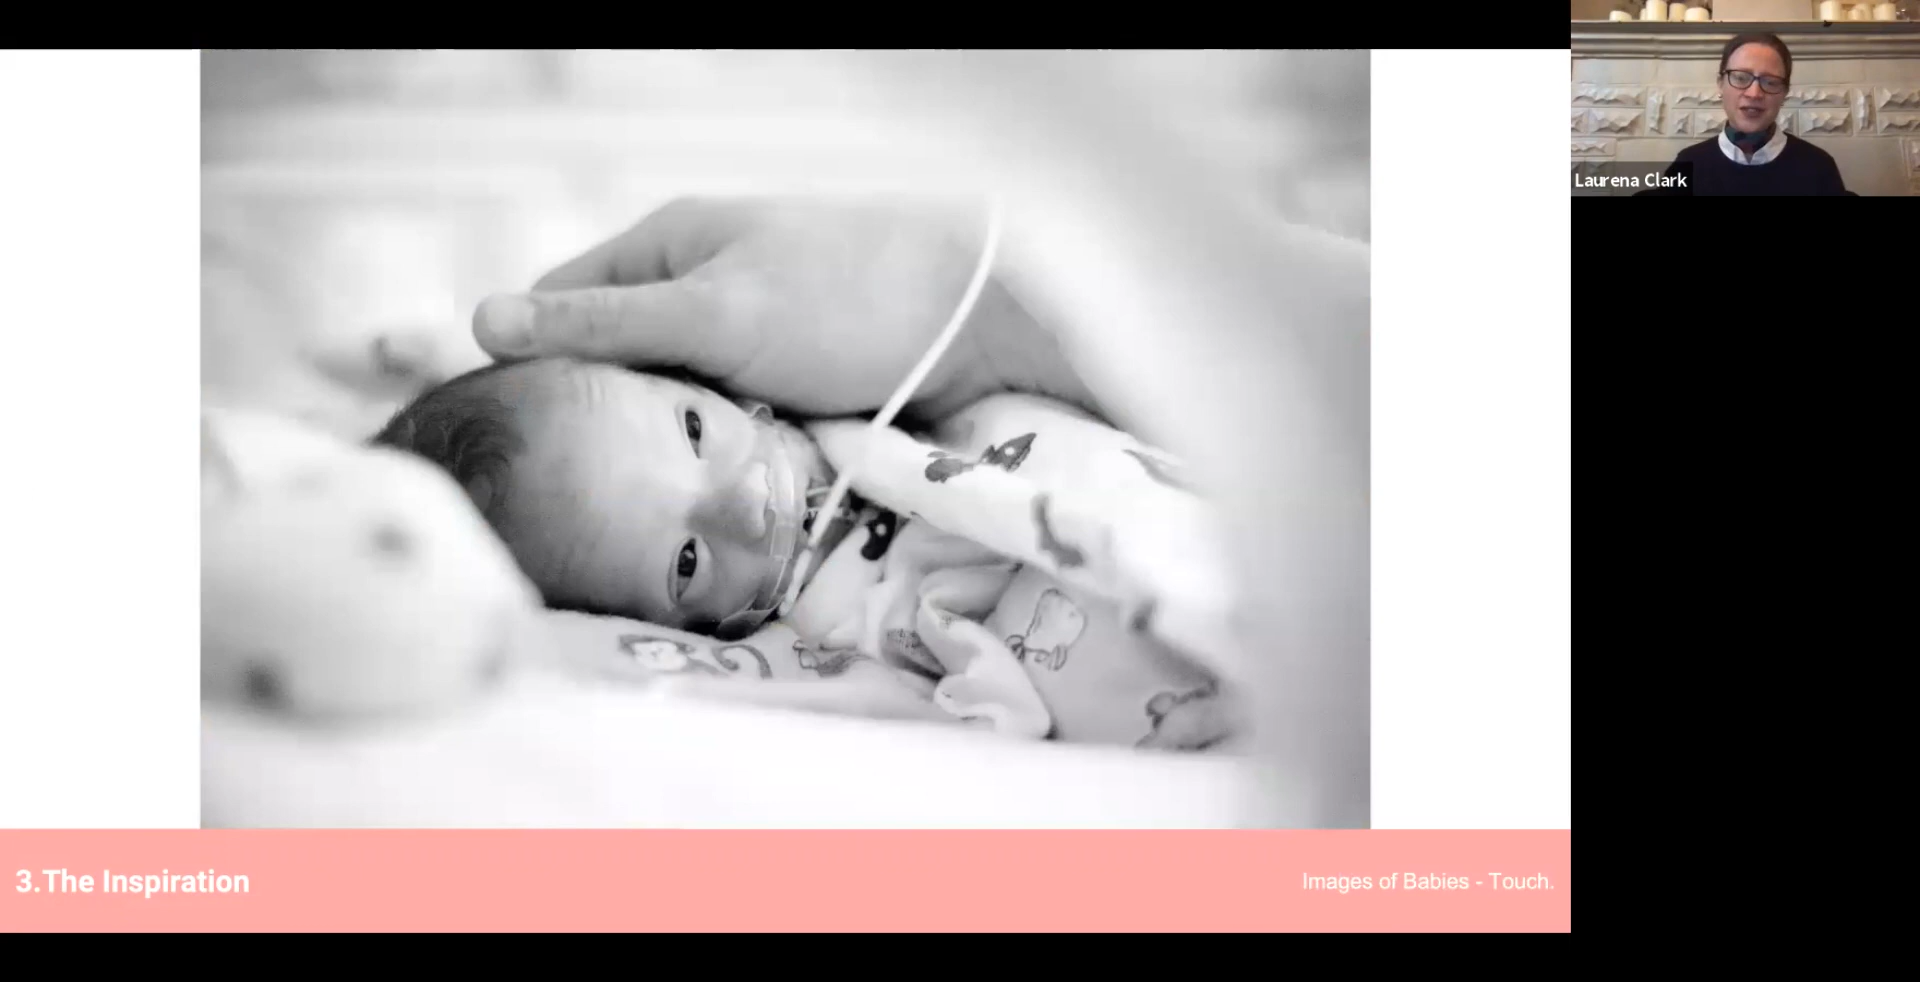 Laurena Clark
3.The Inspiration
Images of Babies - Touch.